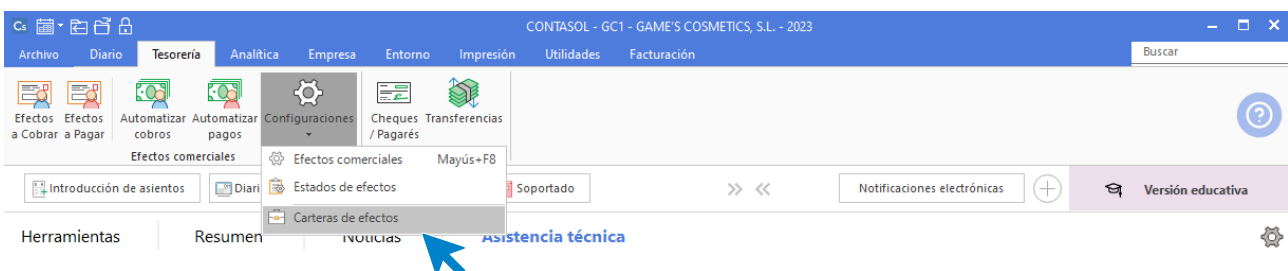 Cs
CONTASOL - GC1 - GAME'S COSMETICS, S.L. - 2023
Archivo Diario Tesorería Analítica Empresa Entorno Impresión Utilidades Facturación Buscar
Efectos Efectos Automatizar Automatizar Configuraciones Cheques Transferencias
a Cobrar a Pagar cobros pagos / Pagarés
Efectos comerciales
Efectos comerciales Mayús+F8
Estados de efectos
Carteras de efectos
Introducción de asientos Diari Soportado Notificaciones electrónicas Versión educativa
Herramientas Resumen Noticias Asistencia técnica